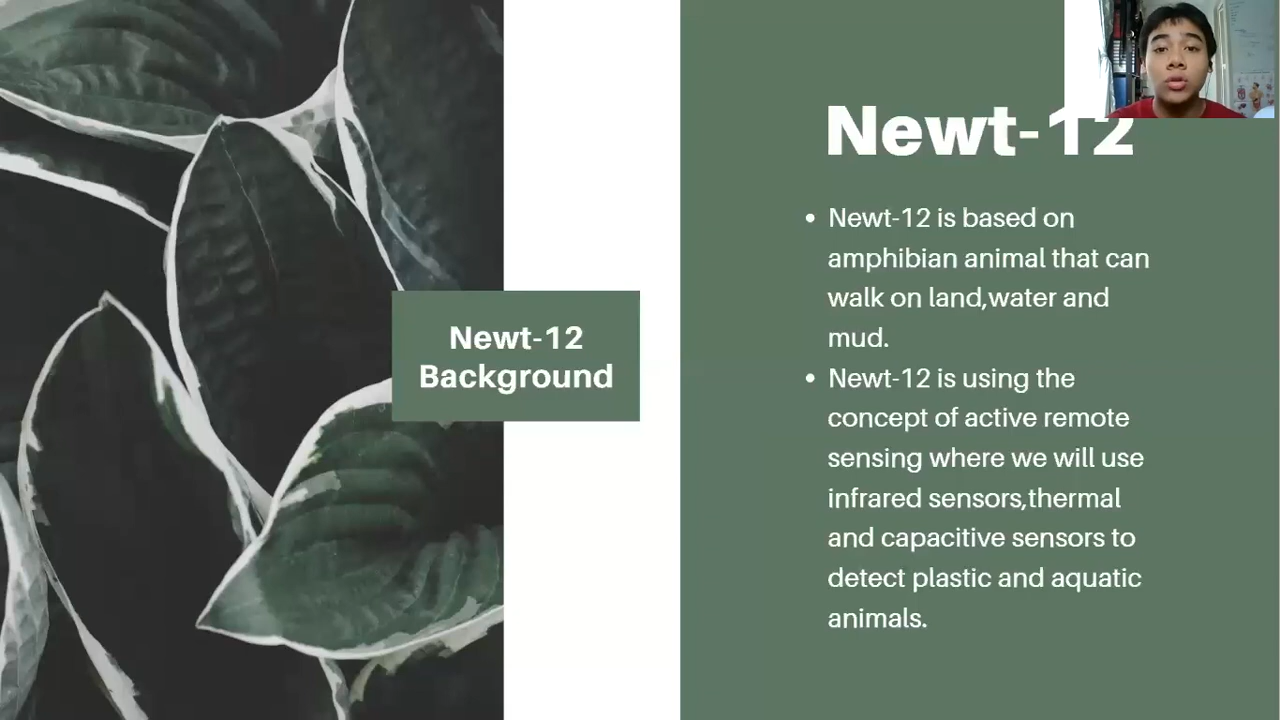 Newt-12
Background
Newt-12
• Newt-12 is based on
amphibian animal that can
walk on land,water and
mud.
• Newt-12 is using the
concept of active remote
sensing where we will use
infrared sensors,thermal
and capacitive sensors to
detect plastic and aquatic
animals.